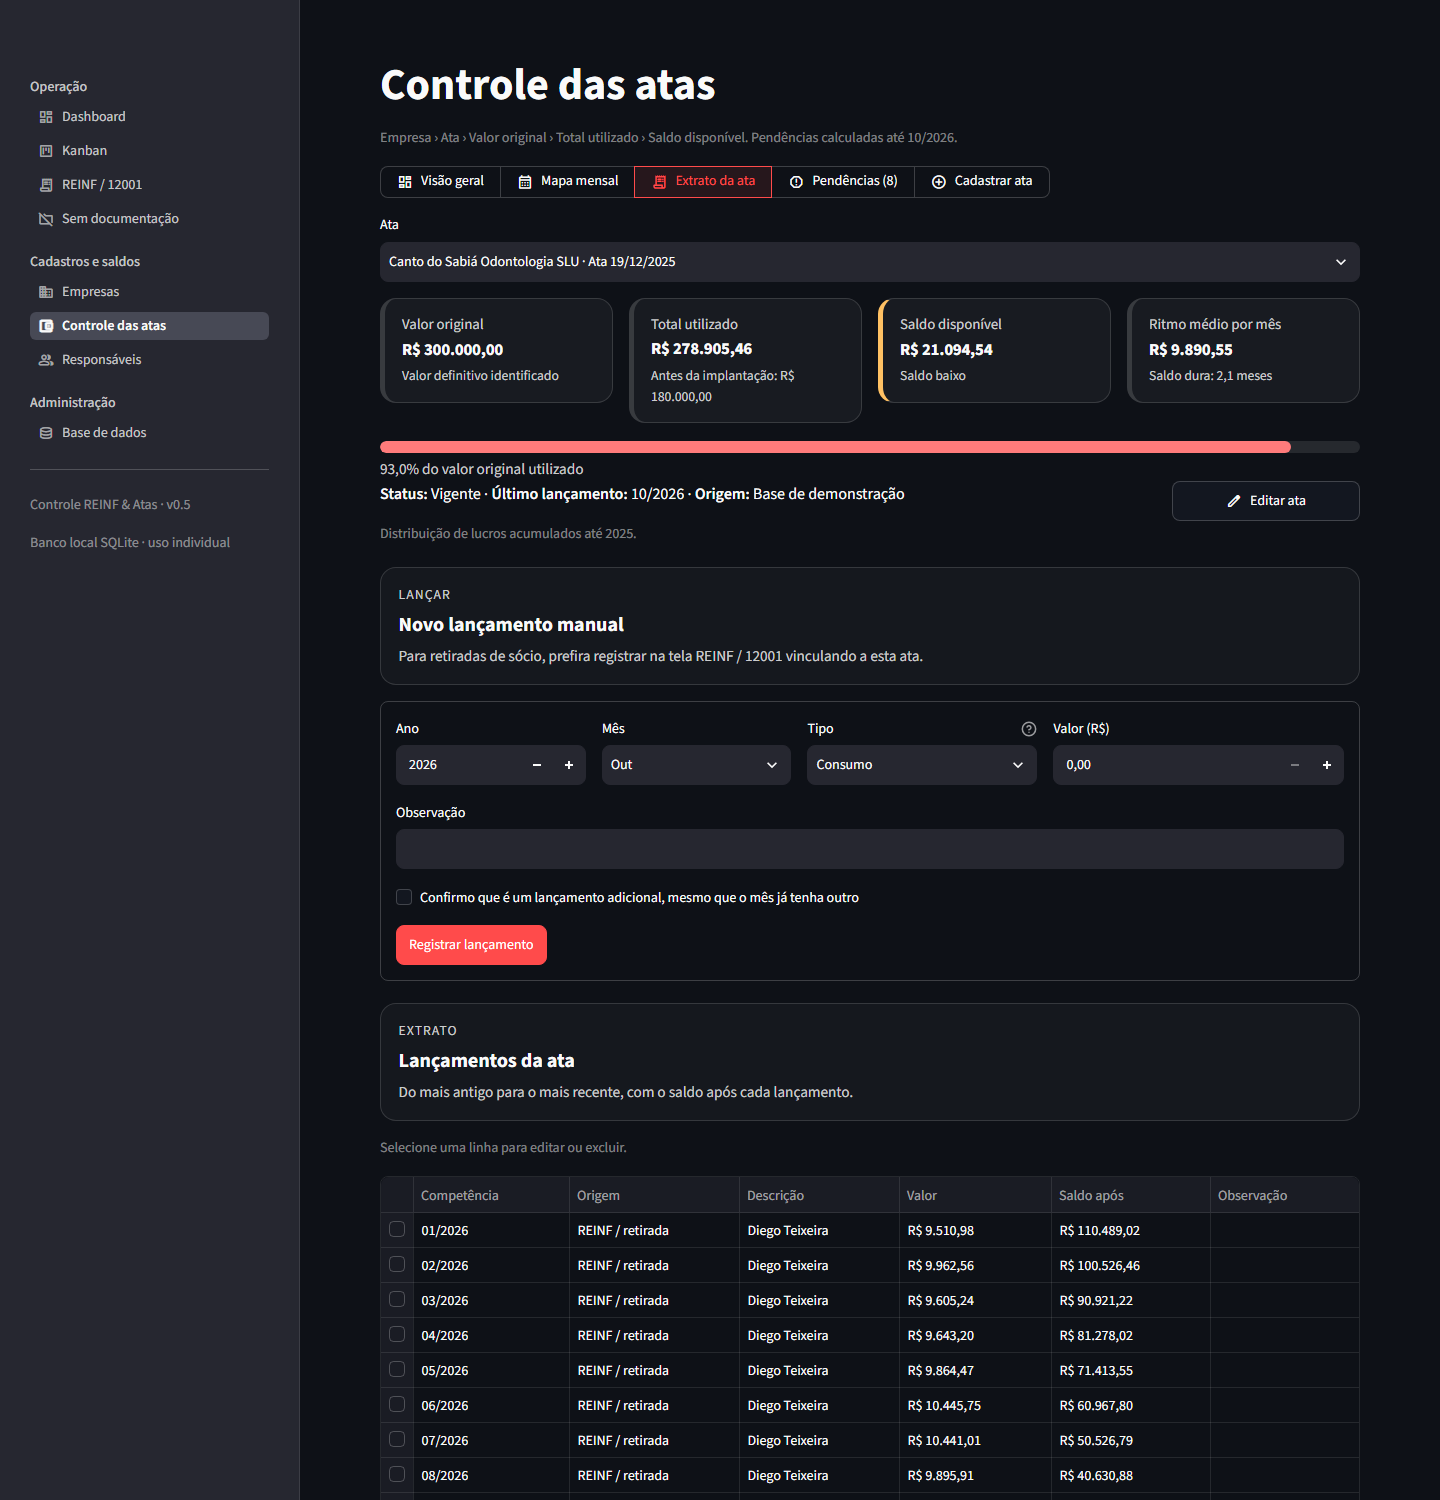 Operação
Dashboard
Kanban
REINF / 12001
Sem documentação
Cadastros e saldos
Empresas
Controle das atas
Responsáveis
Administração
Base de dados
Controle REINF & Atas · v0.5
Banco local SQLite · uso individual
Controle das atas
Empresa › Ata › Valor original › Total utilizado › Saldo disponível. Pendências calculadas até 10/2026.
Visão geral
Mapa mensal
Extrato da ata
Pendências (8)
Cadastrar ata
Ata
Canto do Sabiá Odontologia SLU · Ata 19/12/2025
Valor original
R$ 300.000,00
Valor definitivo identificado
Total utilizado
R$ 278.905,46
Antes da implantação: R$
180.000,00
Saldo disponível
R$ 21.094,54
Saldo baixo
Ritmo médio por mês
R$ 9.890,55
Saldo dura: 2,1 meses
93,0% do valor original utilizado
Status: Vigente · Último lançamento: 10/2026 · Origem: Base de demonstração
Editar ata
Distribuição de lucros acumulados até 2025.
LANÇAR
Novo lançamento manual
Para retiradas de sócio, prefira registrar na tela REINF / 12001 vinculando a esta ata.
Ano Mês Tipo Valor (R$)
2026 Out Consumo 0,00
Observação
Confirmo que é um lançamento adicional, mesmo que o mês já tenha outro
Registrar lançamento
EXTRATO
Lançamentos da ata
Do mais antigo para o mais recente, com o saldo após cada lançamento.
Selecione uma linha para editar ou excluir.
Competência Origem Descrição Valor Saldo após Observação
01/2026 REINF / retirada Diego Teixeira R$ 9.510,98 R$ 110.489,02
02/2026 REINF / retirada Diego Teixeira R$ 9.962,56 R$ 100.526,46
03/2026 REINF / retirada Diego Teixeira R$ 9.605,24 R$ 90.921,22
04/2026 REINF / retirada Diego Teixeira R$ 9.643,20 R$ 81.278,02
05/2026 REINF / retirada Diego Teixeira R$ 9.864,47 R$ 71.413,55
06/2026 REINF / retirada Diego Teixeira R$ 10.445,75 R$ 60.967,80
07/2026 REINF / retirada Diego Teixeira R$ 10.441,01 R$ 50.526,79
08/2026 REINF / retirada Diego Teixeira R$ 9.895,91 R$ 40.630,88